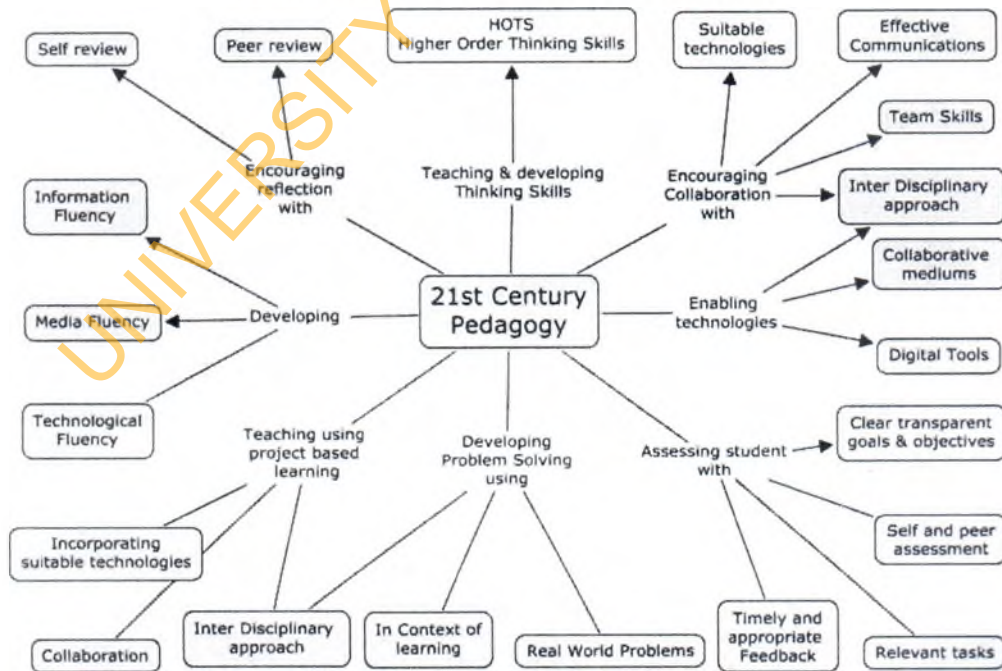 HOTS
Higher Order Thinking Skills
Self review
Peer review
Suitable
technologies
Effective
Communications
Team Skills
Encouraging
reflection
with
Teaching & developing
Thinking Skills
Encouraging
Collaboration
with
Inter Disciplinary
approach
Information
Fluency
Collaborative
mediums
21st Century
Pedagogy
Enabling
technologies
Media Fluency
Developing
Digital Tools
Technological
Fluency
Teaching using
project based
learning
Developing
Problem Solving
using
Assessing student
with
Clear transparent
goals & objectives
Incorporating
suitable technologies
Self and peer
assessment
Collaboration
Inter Disciplinary
approach
In Context of
learning
Real World Problems
Timely and
appropriate
Feedback
Relevant tasks
UNIVERSITY